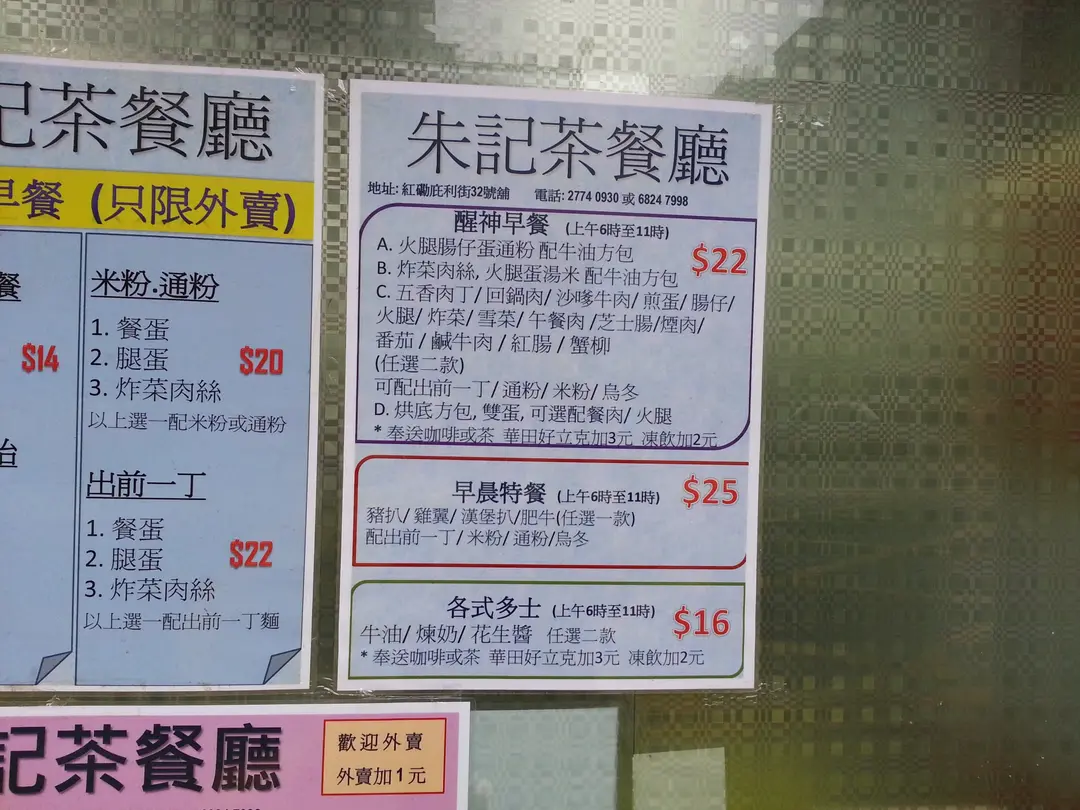 記茶餐廳
早餐 (只限外賣)
餐
$14
米粉.通粉
1. 餐蛋
2. 腿蛋
3. 炸菜肉絲
$20
以上選一配米粉或通粉
出前一丁
1. 餐蛋
2. 腿蛋
3. 炸菜肉絲
$22
以上選一配出前一丁麵
朱記茶餐廳
地址: 紅磡庇利街32號舖 電話: 2774 0930 或 6824 7998
醒神早餐 (上午6時至11時)
$22
A. 火腿腸仔蛋通粉 配牛油方包
B. 炸菜肉絲, 火腿蛋湯米 配牛油方包
C. 五香肉丁/ 回鍋肉/ 沙嗲牛肉/ 煎蛋/ 腸仔/
火腿/ 炸菜/ 雪菜/ 午餐肉 /芝士腸/煙肉/
番茄/ 鹹牛肉 / 紅腸 / 蟹柳
(任選二款)
可配出前一丁/ 通粉/ 米粉/ 烏冬
D. 烘底方包, 雙蛋, 可選配餐肉/ 火腿
* 奉送咖啡或茶 華田好立克加3元 凍飲加2元
早晨特餐 (上午6時至11時) $25
豬扒/ 雞翼/ 漢堡扒/肥牛(任選一款)
配出前一丁/ 米粉/ 通粉/烏冬
各式多士 (上午6時至11時) $16
牛油/ 煉奶/ 花生醬 任選二款
* 奉送咖啡或茶 華田好立克加3元 凍飲加2元
記茶餐廳
歡迎外賣
外賣加1元